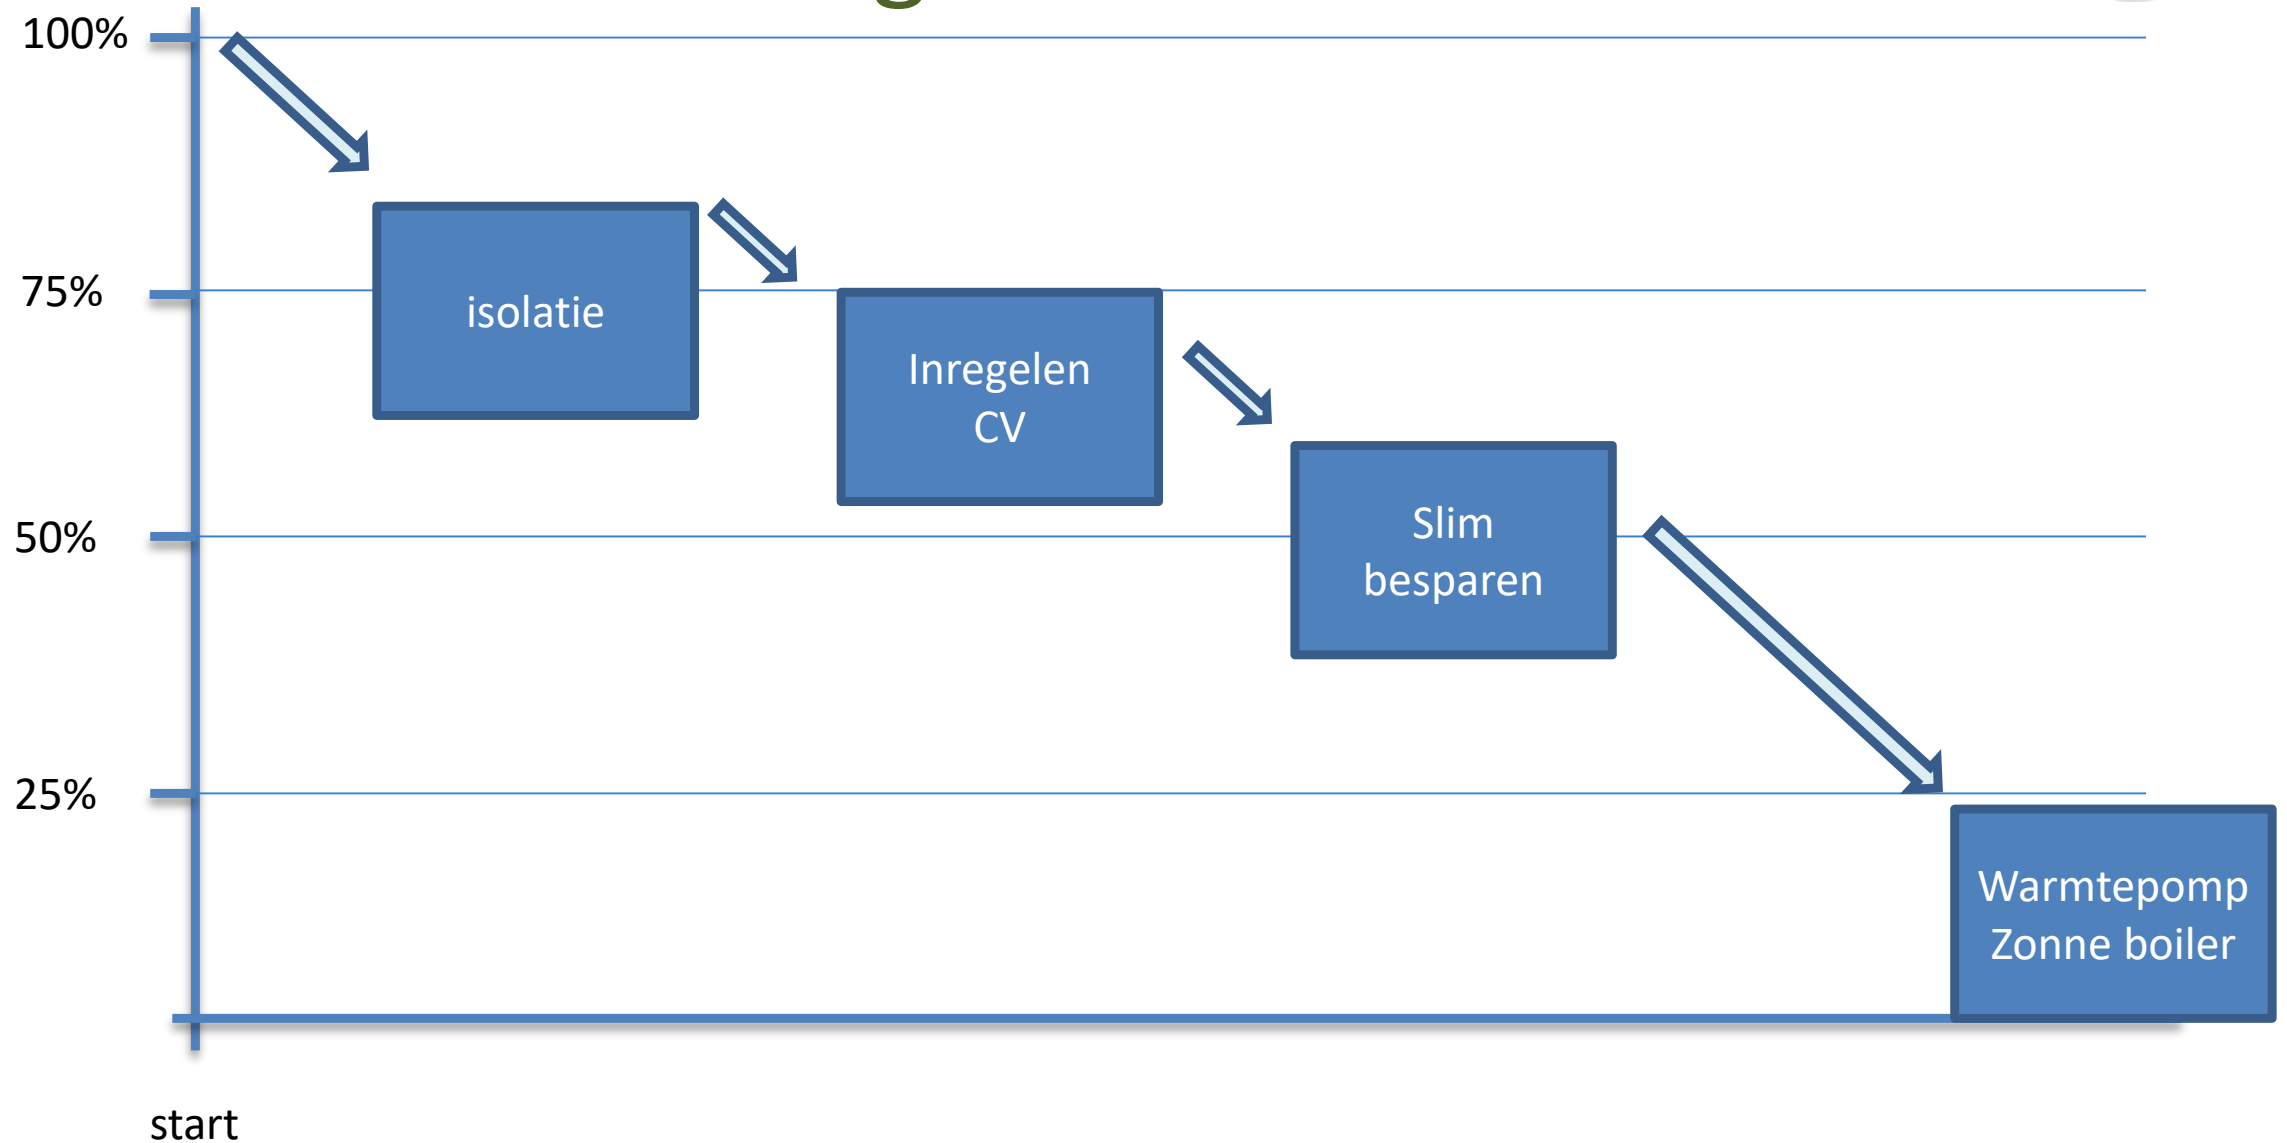 100%
75%
50%
25%
isolatie
Inregelen
CV
Slim
besparen
Warmtepomp
Zonne boiler
start